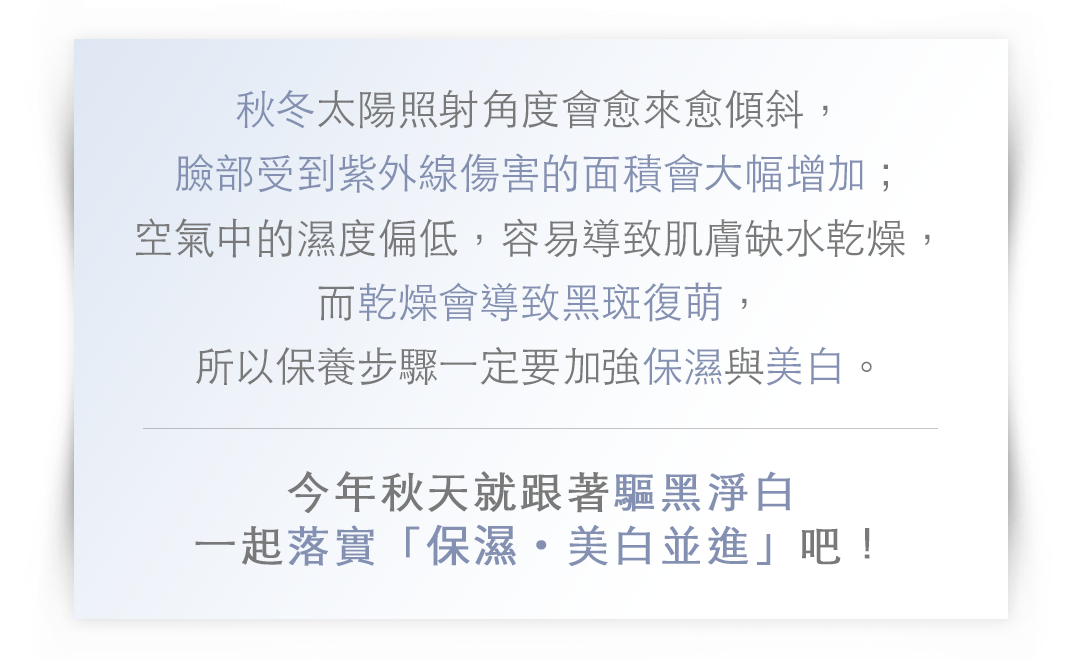 秋冬太陽照射角度會愈來愈傾斜，
臉部受到紫外線傷害的面積會大幅增加；
空氣中的濕度偏低，容易導致肌膚缺水乾燥，
而乾燥會導致黑斑復萌，
所以保養步驟一定要加強保濕與美白。
今年秋天就跟著驅黑淨白
一起落實「保濕・美白並進」吧！